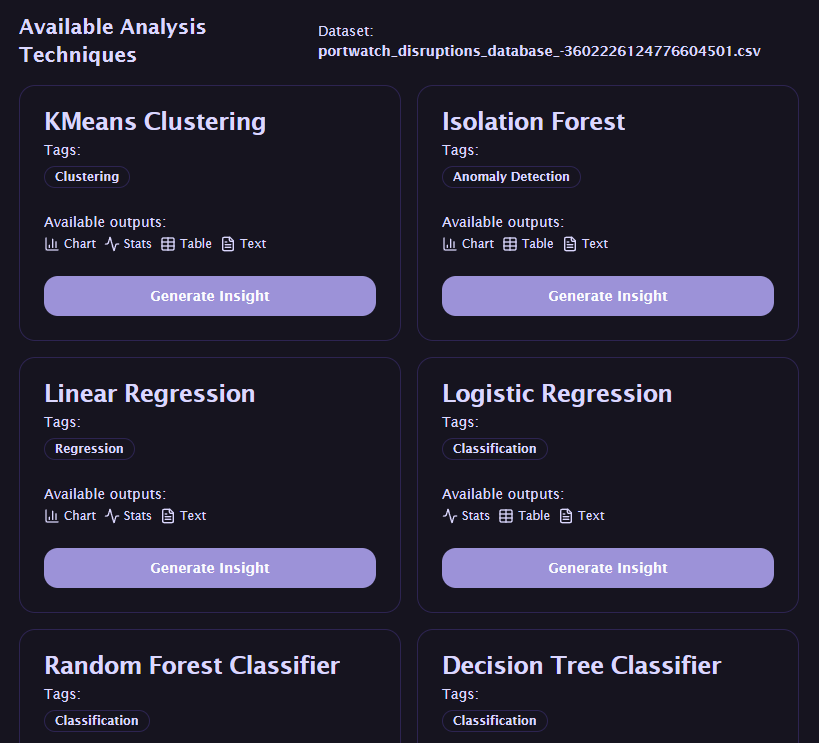 Available Analysis
Techniques
Dataset:
portwatch_disruptions_database_-3602226124776604501.csv
KMeans Clustering
Tags:
Clustering
Available outputs:
Chart Stats Table Text
Generate Insight
Isolation Forest
Tags:
Anomaly Detection
Available outputs:
Chart Table Text
Generate Insight
Linear Regression
Tags:
Regression
Available outputs:
Chart Stats Text
Generate Insight
Logistic Regression
Tags:
Classification
Available outputs:
Stats Table Text
Generate Insight
Random Forest Classifier
Tags:
Classification
Decision Tree Classifier
Tags:
Classification